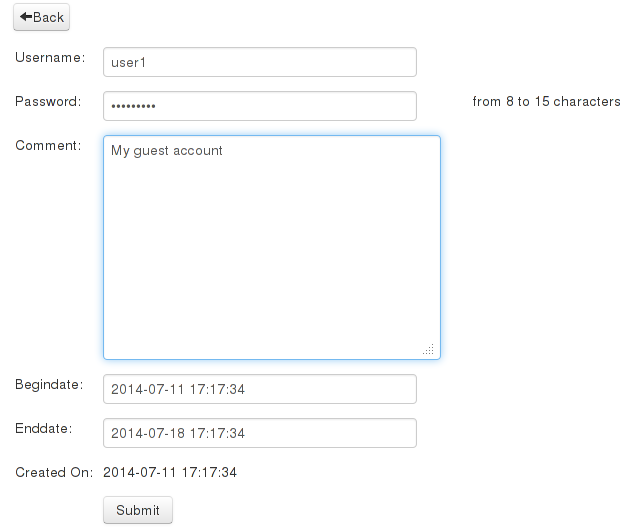 Back
Username: user1
Password: ••••••••• from 8 to 15 characters
Comment: My guest account
Begindate: 2014-07-11 17:17:34
Enddate: 2014-07-18 17:17:34
Created On: 2014-07-11 17:17:34
Submit